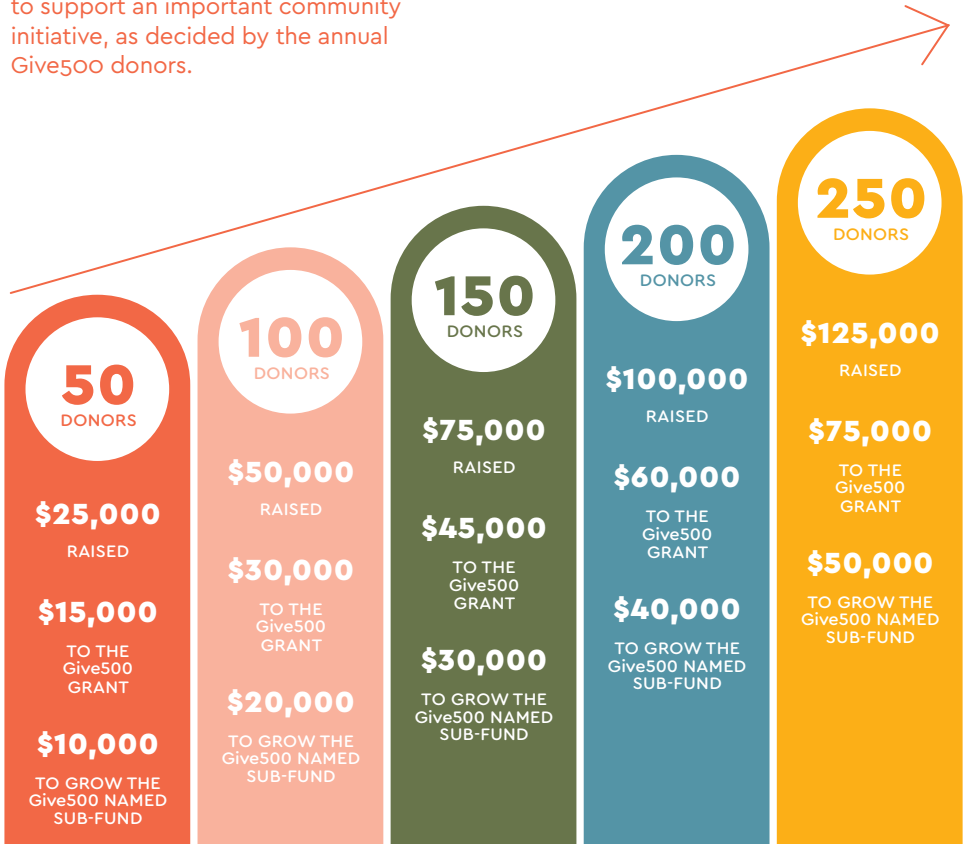 to support an important community
initiative, as decided by the annual
Give500 donors.
50
DONORS
$25,000
RAISED
$15,000
TO THE
Give500
GRANT
$10,000
TO GROW THE
Give500 NAMED
SUB-FUND
100
DONORS
$50,000
RAISED
$30,000
TO THE
Give500
GRANT
$20,000
TO GROW THE
Give500 NAMED
SUB-FUND
150
DONORS
$75,000
RAISED
$45,000
TO THE
Give500
GRANT
$30,000
TO GROW THE
Give500 NAMED
SUB-FUND
200
DONORS
$100,000
RAISED
$60,000
TO THE
Give500
GRANT
$40,000
TO GROW THE
Give500 NAMED
SUB-FUND
250
DONORS
$125,000
RAISED
$75,000
TO THE
Give500
GRANT
$50,000
TO GROW THE
Give500 NAMED
SUB-FUND